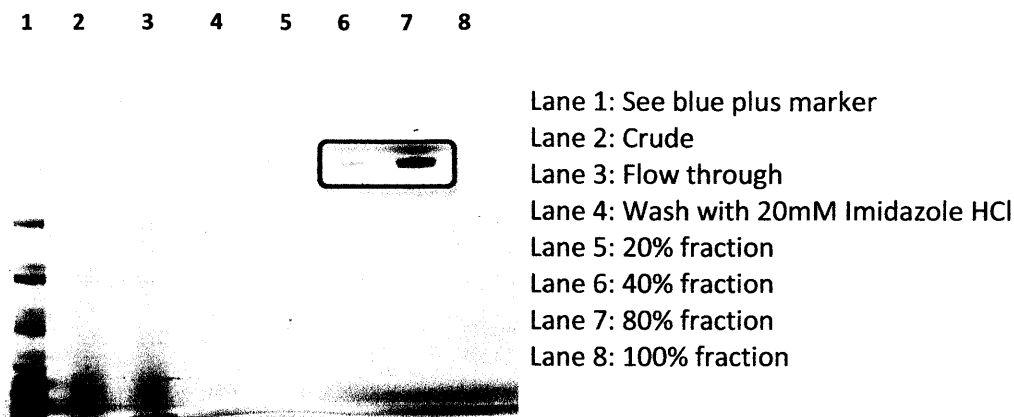 1 2 3 4 5 6 7 8
Lane 1: See blue plus marker
Lane 2: Crude
Lane 3: Flow through
Lane 4: Wash with 20mM Imidazole HCl
Lane 5: 20% fraction
Lane 6: 40% fraction
Lane 7: 80% fraction
Lane 8: 100% fraction